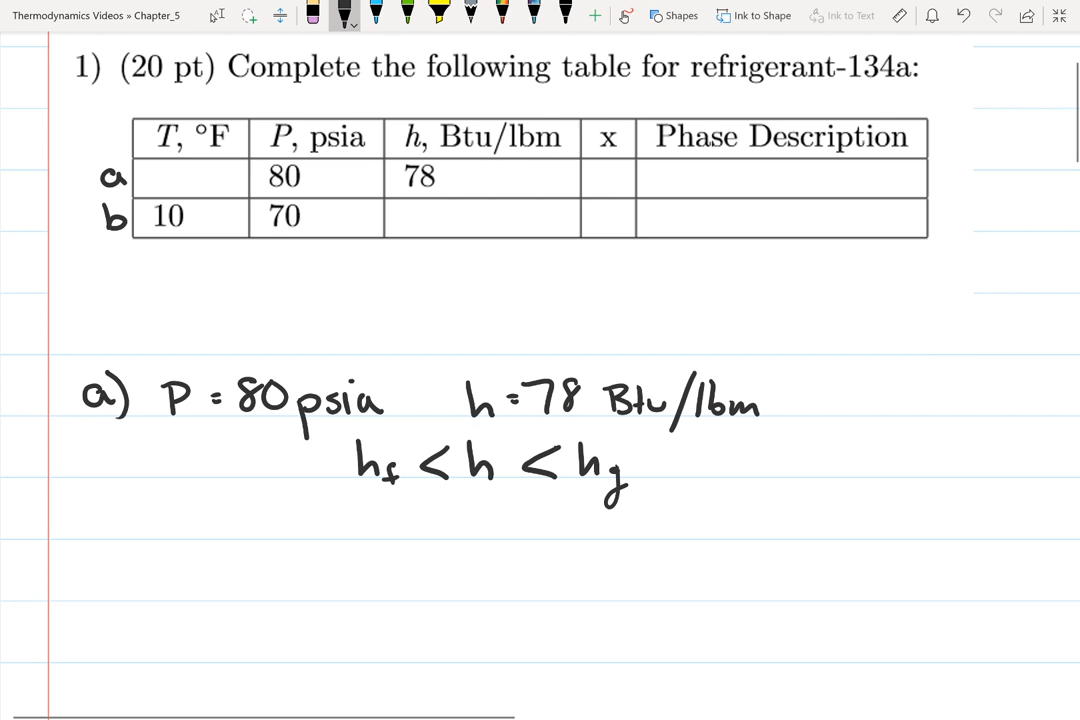 Thermodynamics Videos » Chapter_5 Shapes Ink to Shape Ink to Text
1) (20 pt) Complete the following table for refrigerant-134a:
T, °F P, psia h, Btu/lbm x Phase Description
a 80 78
b 10 70
a) P = 80 psia h = 78 Btu/lbm
hf < h < hg